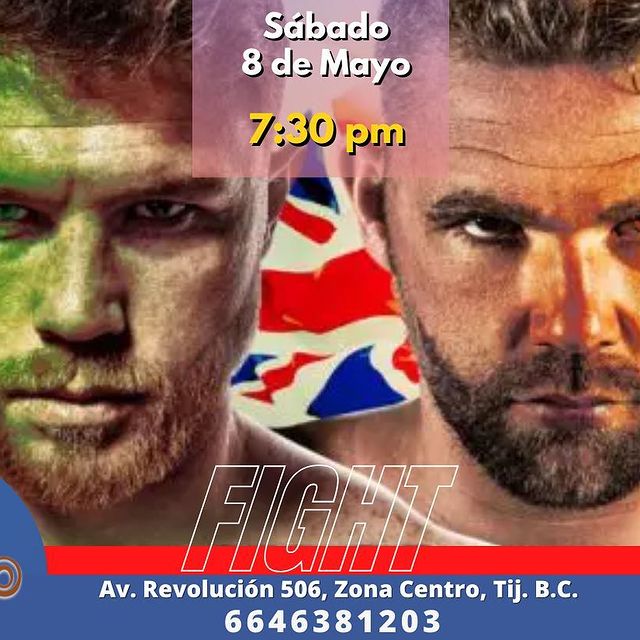 Sábado
8 de Mayo
7:30 pm
FIGHT
Av. Revolución 506, Zona Centro, Tij. B.C.
6646381203